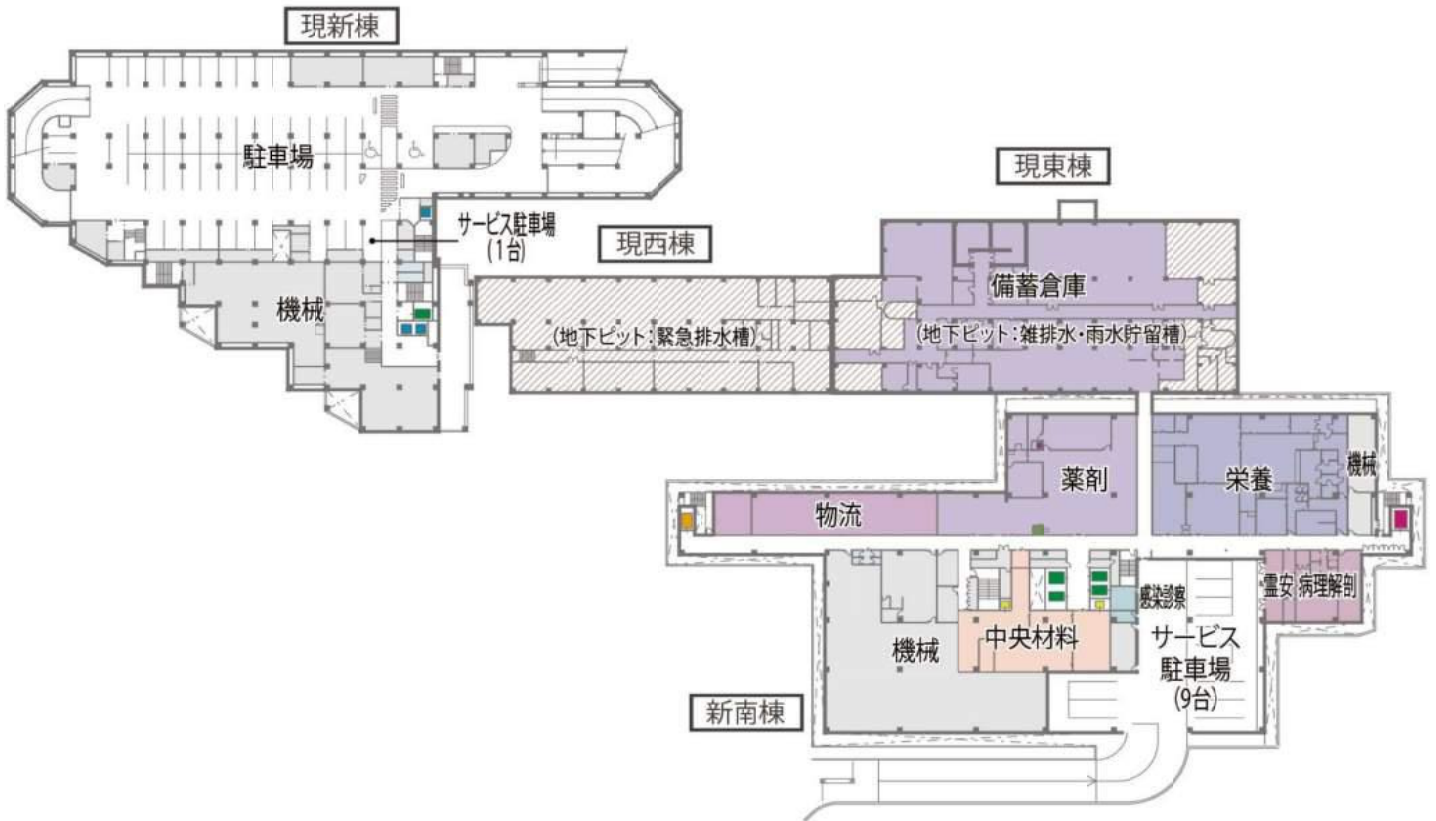 現新棟
駐車場
サービス駐車場
(1台)
機械
現西棟
(地下ピット:緊急排水槽)
現東棟
備蓄倉庫
(地下ピット:雑排水・雨水貯留槽)
薬剤
栄養
機械
物流
霊安 病理解剖
感染診察
中央材料
機械
サービス
駐車場
(9台)
新南棟